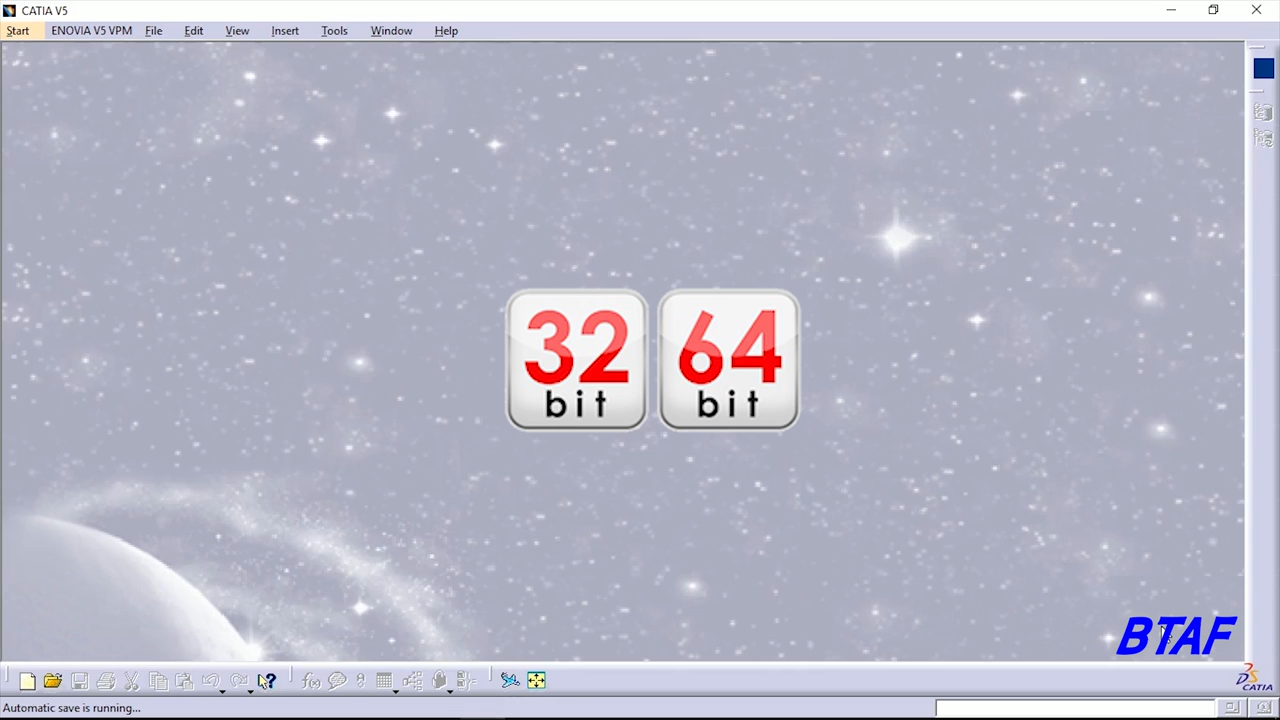 CATIA V5
Start ENOVIA V5 VPM File Edit View Insert Tools Window Help
32 64
bit bit
BTAF
DS
CATIA
Automatic save is running...